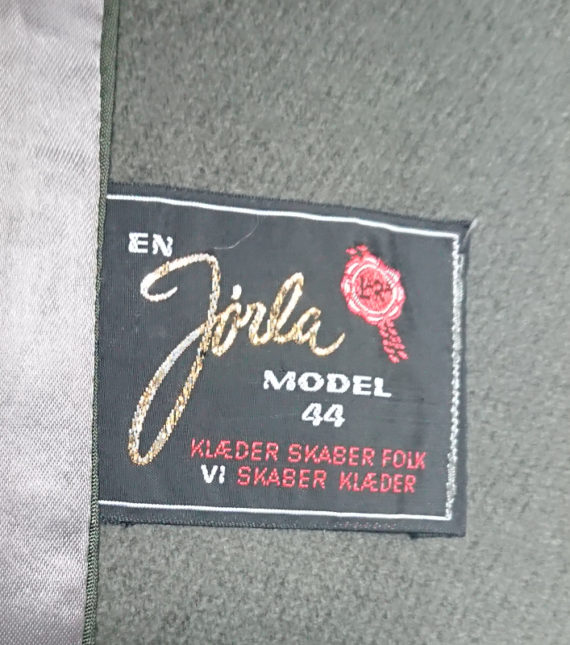 EN
Jørla
MODEL
44
KLÆDER SKABER FOLK
VI SKABER KLÆDER